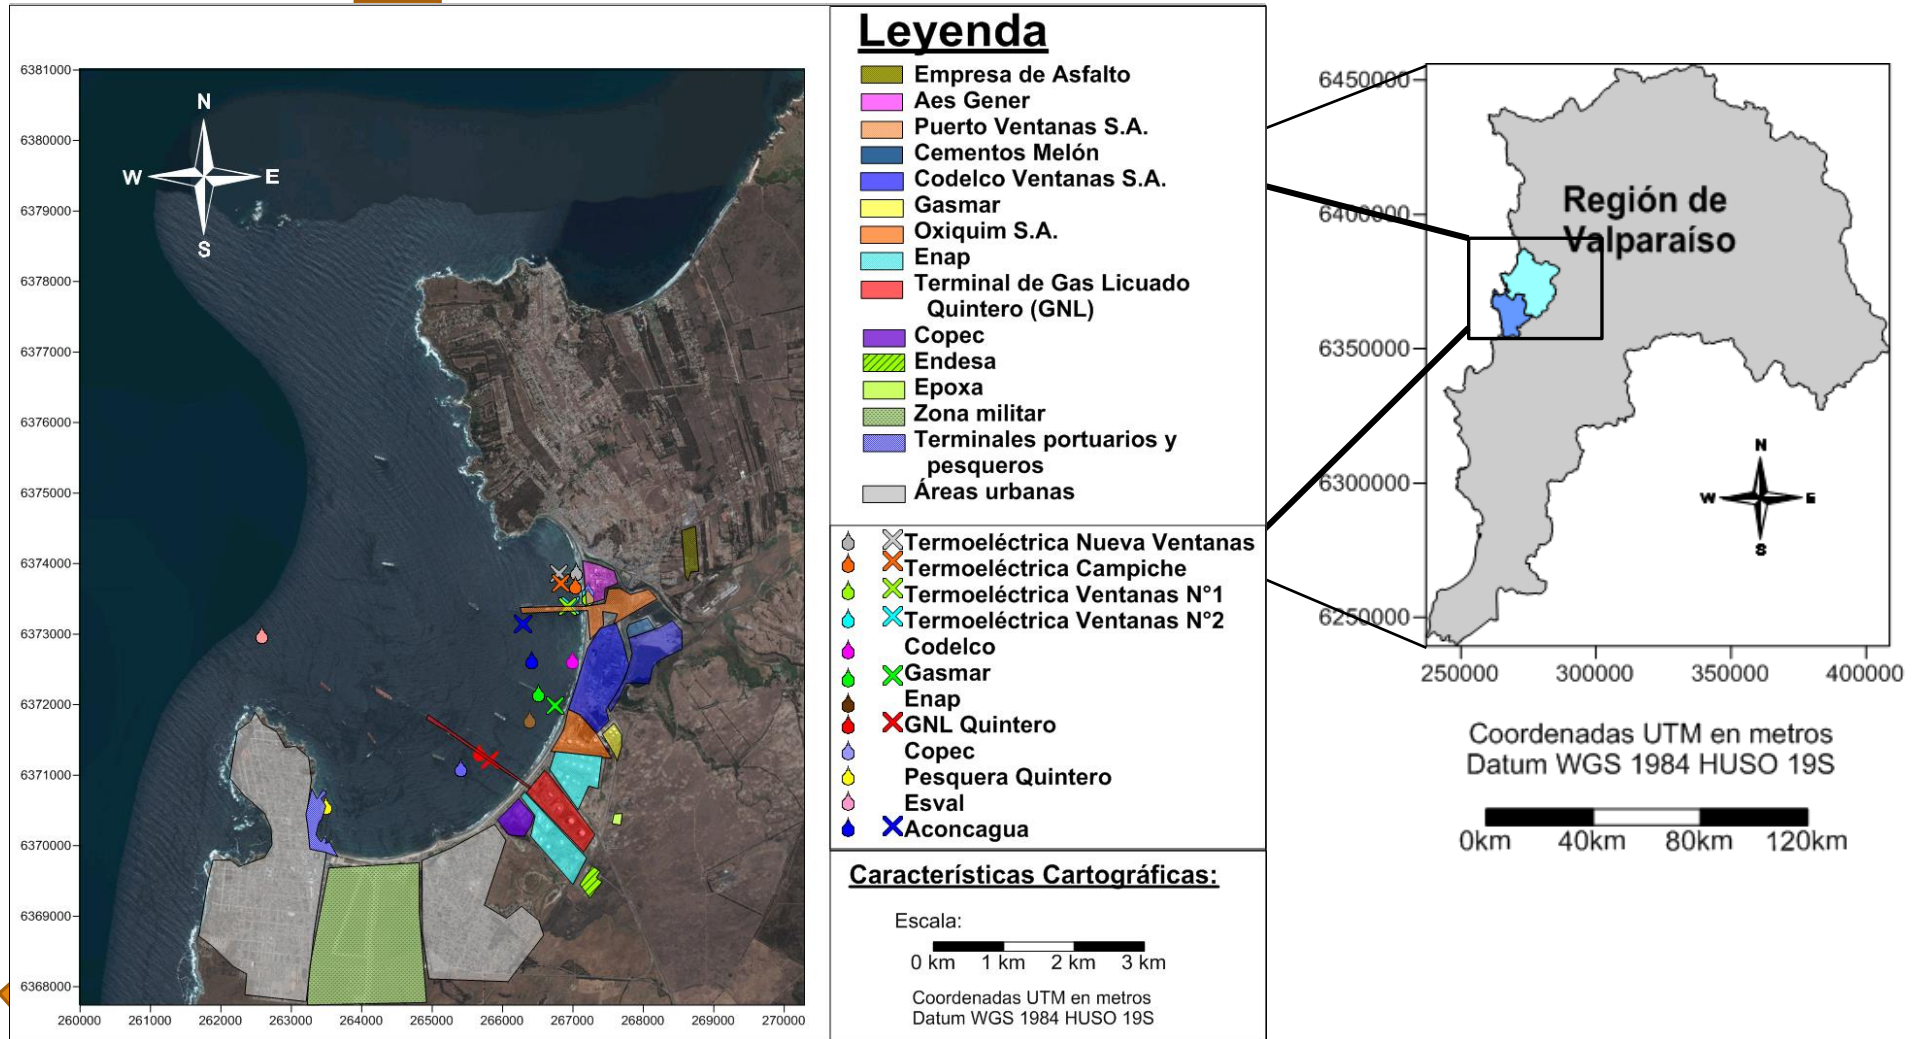 6381000
6380000
6379000
6378000
6377000
6376000
6375000
6374000
6373000
6372000
6371000
6370000
6369000
6368000
260000 261000 262000 263000 264000 265000 266000 267000 268000 269000 270000
N
W E
S
Leyenda
Empresa de Asfalto
Aes Gener
Puerto Ventanas S.A.
Cementos Melón
Codelco Ventanas S.A.
Gasmar
Oxiquim S.A.
Enap
Terminal de Gas Licuado
Quintero (GNL)
Copec
Endesa
Epoxa
Zona militar
Terminales portuarios y
pesqueros
Áreas urbanas
Termoeléctrica Nueva Ventanas
Termoeléctrica Campiche
Termoeléctrica Ventanas N°1
Termoeléctrica Ventanas N°2
Codelco
Gasmar
Enap
GNL Quintero
Copec
Pesquera Quintero
Esval
Aconcagua
Características Cartográficas:
Escala:
0 km 1 km 2 km 3 km
Coordenadas UTM en metros
Datum WGS 1984 HUSO 19S
6450000
6400000
6350000
6300000
6250000
Región de
Valparaíso
N
W E
S
250000 300000 350000 400000
Coordenadas UTM en metros
Datum WGS 1984 HUSO 19S
0km 40km 80km 120km